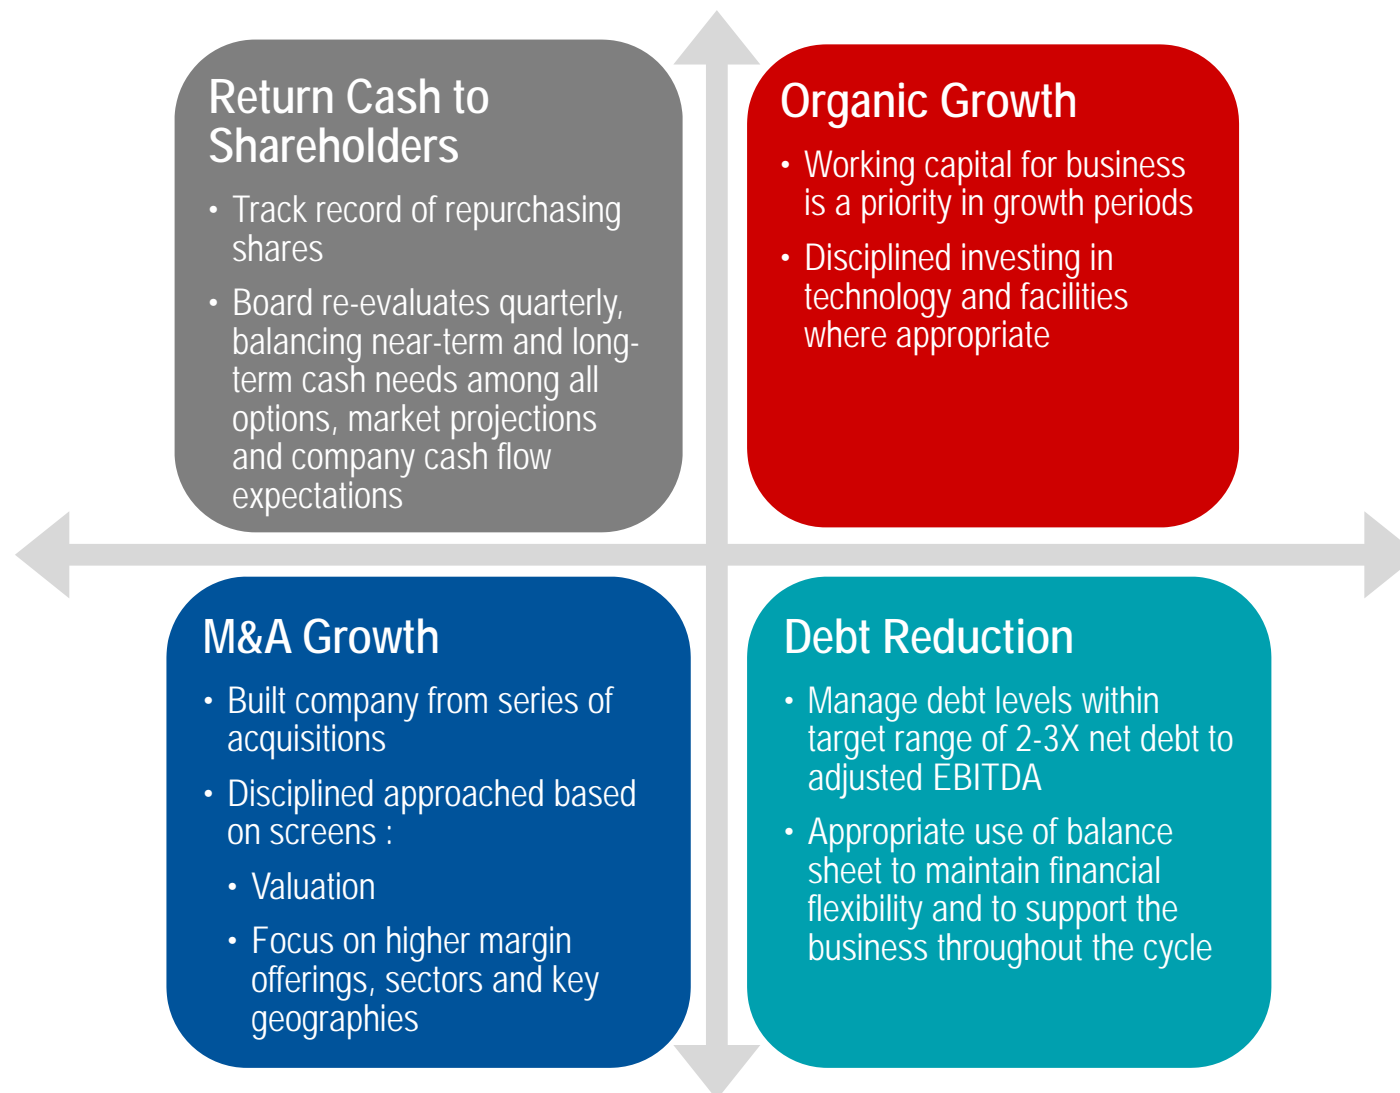 Return Cash to
Shareholders
• Track record of repurchasing
shares
• Board re-evaluates quarterly,
balancing near-term and long-
term cash needs among all
options, market projections
and company cash flow
expectations
Organic Growth
• Working capital for business
is a priority in growth periods
• Disciplined investing in
technology and facilities
where appropriate
M&A Growth
• Built company from series of
acquisitions
• Disciplined approached based
on screens :
• Valuation
• Focus on higher margin
offerings, sectors and key
geographies
Debt Reduction
• Manage debt levels within
target range of 2-3X net debt to
adjusted EBITDA
• Appropriate use of balance
sheet to maintain financial
flexibility and to support the
business throughout the cycle